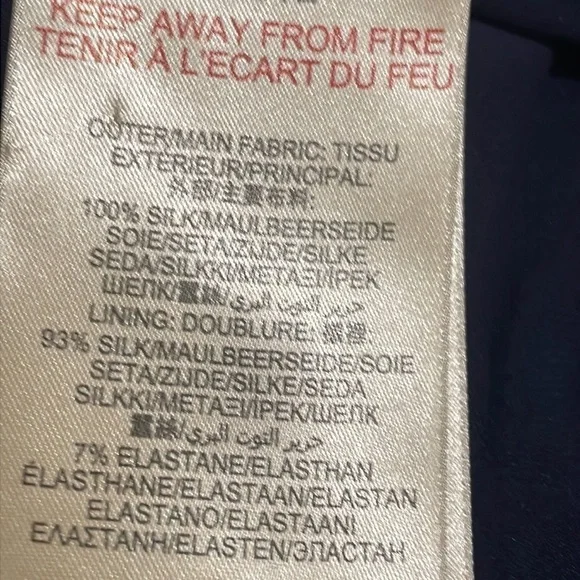 KEEP AWAY FROM FIRE
TENIR À L'ECART DU FEU
OUTER/MAIN FABRIC: TISSU
EXTERIEUR/PRINCIPAL:
外部/主要布料:
100% SILK/MAULBEERSEIDE
SOIE/SETA/ZIJDE/SILKE
SEDA/SILKKI/ΜΕΤΑΞΙ/IPEK
ШЕЛК/蠶絲/حرير التوت البري
LINING: DOUBLURE: 襯裡:
93% SILK/MAULBEERSEIDE/SOIE
SETA/ZIJDE/SILKE/SEDA
SILKKI/ΜΕΤΑΞΙ/IPEK/ШЕЛК
蠶絲/حرير التوت البري
7% ELASTANE/ELASTHAN
ÉLASTHANE/ELASTAAN/ELASTAN
ELASTANO/ELASTAANI
ΕΛΑΣΤΑΝΗ/ELASTEN/ЭЛАСТАН